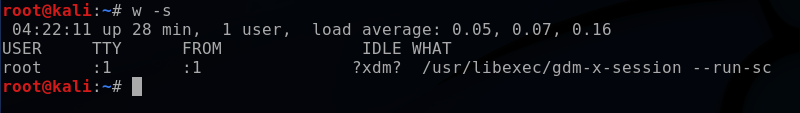 root@kali:~# w -s
 04:22:11 up 28 min,  1 user,  load average: 0.05, 0.07, 0.16
USER     TTY      FROM              IDLE WHAT
root     :1       :1               ?xdm?  /usr/libexec/gdm-x-session --run-sc
root@kali:~#